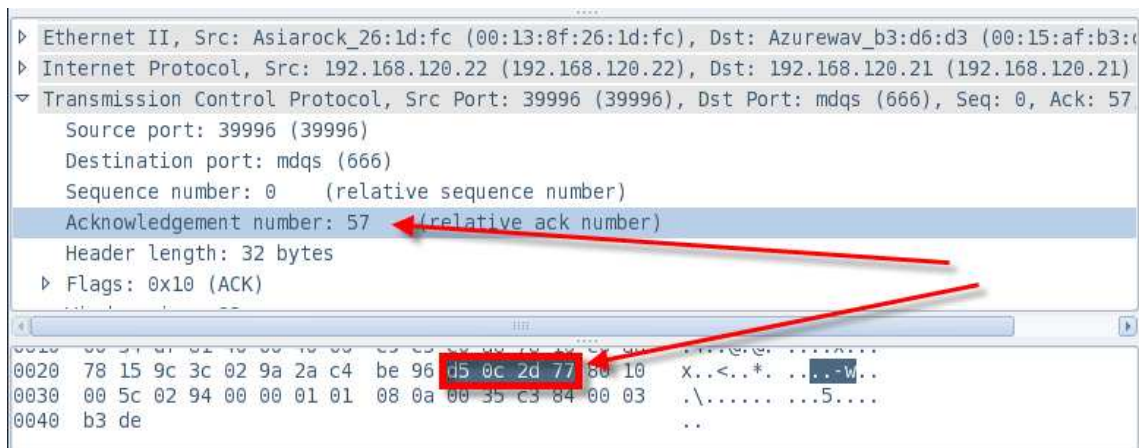 Ethernet II, Src: Asiarock_26:1d:fc (00:13:8f:26:1d:fc), Dst: Azurewav_b3:d6:d3 (00:15:af:b3:
Internet Protocol, Src: 192.168.120.22 (192.168.120.22), Dst: 192.168.120.21 (192.168.120.21)
Transmission Control Protocol, Src Port: 39996 (39996), Dst Port: mdqs (666), Seq: 0, Ack: 57
Source port: 39996 (39996)
Destination port: mdqs (666)
Sequence number: 0 (relative sequence number)
Acknowledgement number: 57 (relative ack number)
Header length: 32 bytes
Flags: 0x10 (ACK)
0020 78 15 9c 3c 02 9a 2a c4 be 96 d5 0c 2d 77 80 10 x..<..*. ....-w..
0030 00 5c 02 94 00 00 01 01 08 0a 00 35 c3 84 00 03 .\...... ...5....
0040 b3 de ..